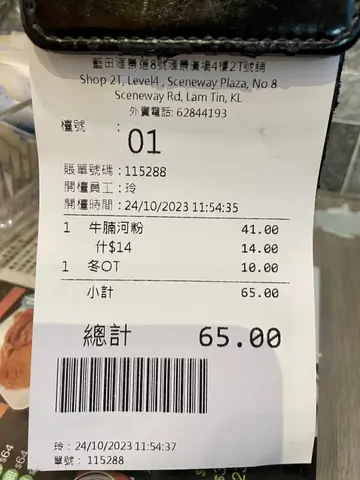 藍田匯景道8號匯景廣場4樓2T號舖
Shop 2T, Level4 , Sceneway Plaza, No 8
Sceneway Rd, Lam Tin, KL
外賣電話: 62844193
檯號 : 01
賬單號碼 : 115288
開檯員工 : 玲
開檯時間 : 24/10/2023 11:54:35
1 牛腩河粉 41.00
什$14 14.00
1 冬OT 10.00
小計 65.00
總計 65.00
玲 : 24/10/2023 11:54:37
單號 : 115288